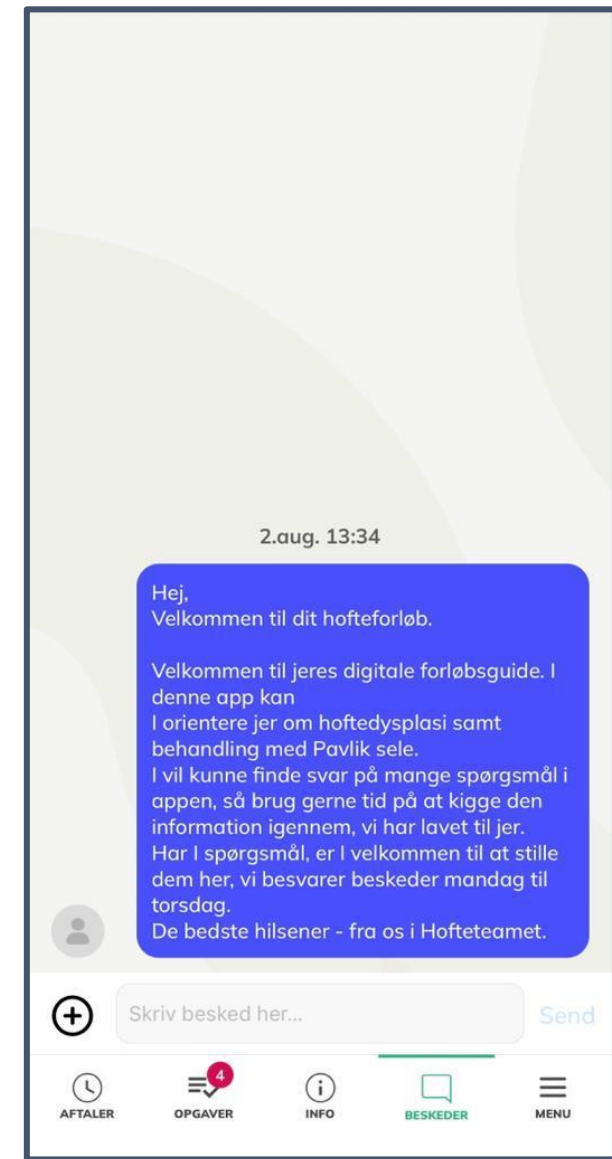 2.aug. 13:34
Hej,
Velkommen til dit hofteforløb.
Velkommen til jeres digitale forløbsguide. I
denne app kan
I orientere jer om hoftedysplasi samt
behandling med Pavlik sele.
I vil kunne finde svar på mange spørgsmål i
appen, så brug gerne tid på at kigge den
information igennem, vi har lavet til jer.
Har I spørgsmål, er I velkommen til at stille
dem her, vi besvarer beskeder mandag til
torsdag.
De bedste hilsener - fra os i Hofteteamet.
Skriv besked her...
Send
4
AFTALER
OPGAVER
INFO
BESKEDER
MENU